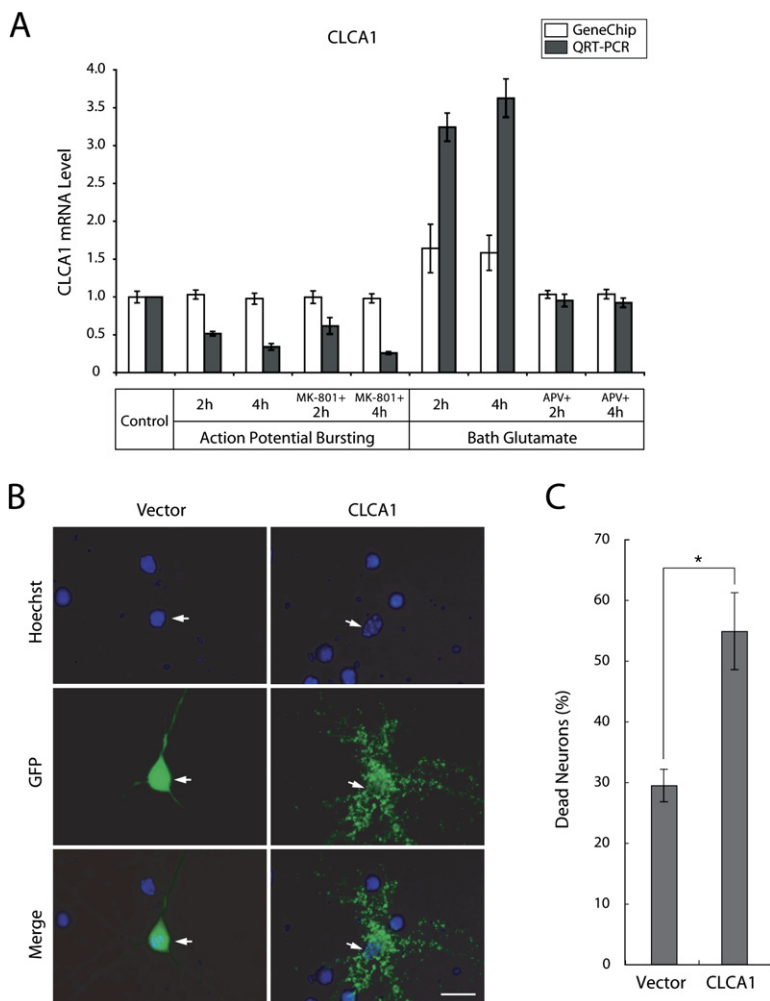 A
CLCA1
GeneChip
QRT-PCR
CLCA1 mRNA Level
4.0
3.5
3.0
2.5
2.0
1.5
1.0
0.5
0
Control
2h
4h
MK-801+
2h
MK-801+
4h
2h
4h
APV+
2h
APV+
4h
Action Potential Bursting
Bath Glutamate
B
Vector
CLCA1
Hoechst
GFP
Merge
C
Dead Neurons (%)
70
60
50
40
30
20
10
0
*
Vector
CLCA1